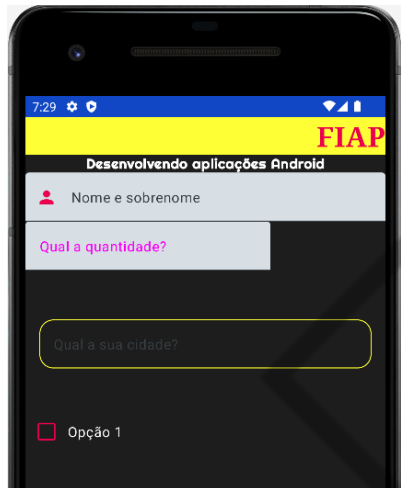 7:29
FIAP
Desenvolvendo aplicações Android
Nome e sobrenome
Qual a quantidade?
Qual a sua cidade?
Opção 1